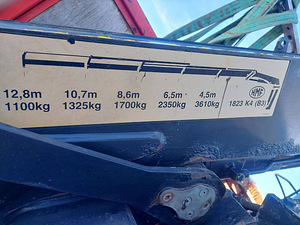 12,8m 10,7m 8,6m 6,5m 4,5m
1100kg 1325kg 1700kg 2350kg 3610kg
HMF
1823 K4 (B3)